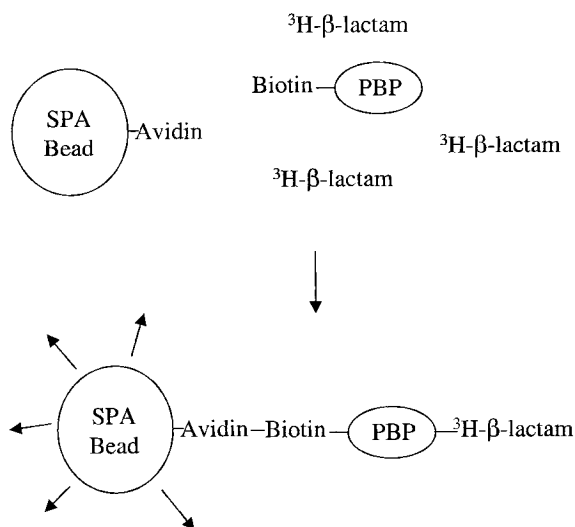 ³H-β-lactam
Biotin
PBP
SPA
Bead
Avidin
³H-β-lactam
³H-β-lactam
SPA
Bead
Avidin–Biotin
PBP
³H-β-lactam